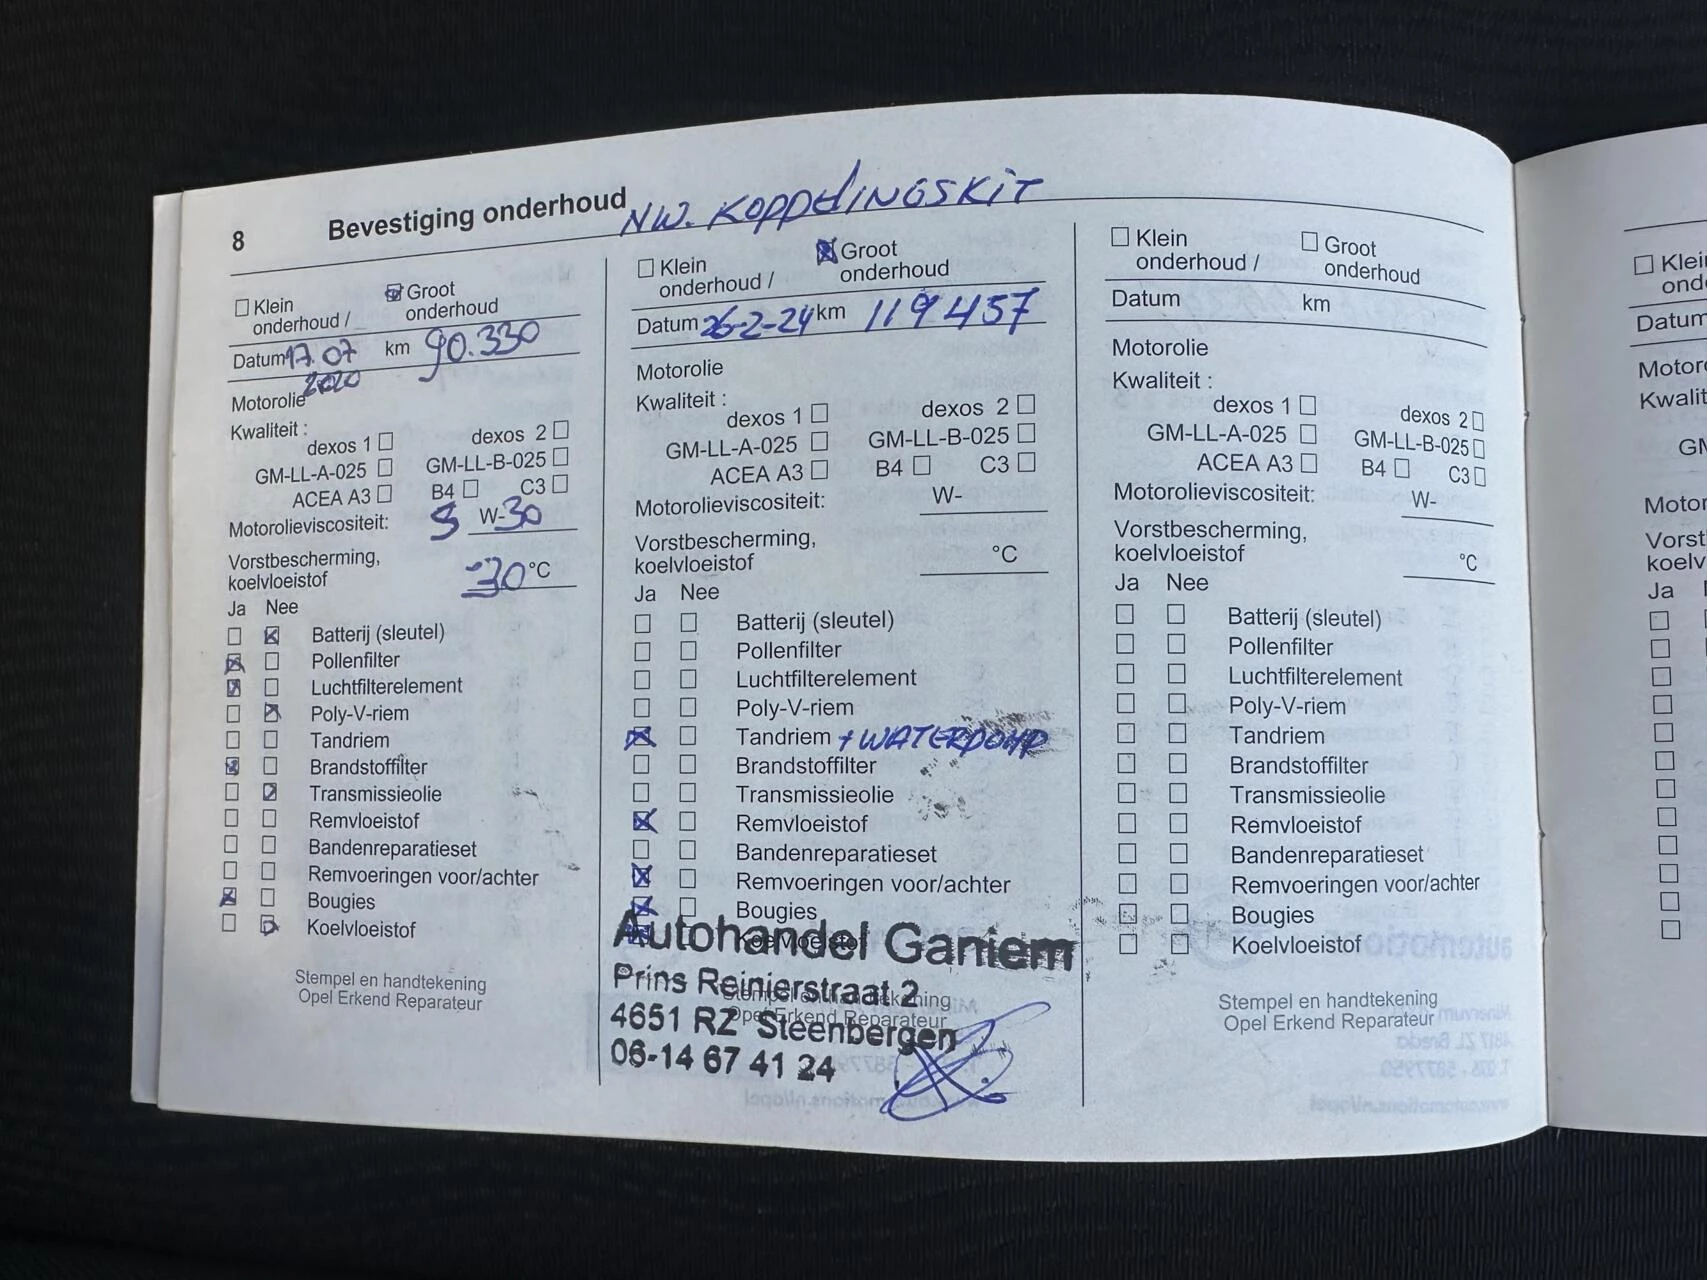 8 Bevestiging onderhoud NW. KOPPELINGSKIT
Klein onderhoud /
Groot onderhoud
Datum 17.07 2020 km 90.330
Motorolie
Kwaliteit :
dexos 1 dexos 2
GM-LL-A-025 GM-LL-B-025
ACEA A3 B4 C3
Motorolieviscositeit: 5 W-30
Vorstbescherming,
koelvloeistof -30 °C
Ja Nee
Batterij (sleutel)
Pollenfilter
Luchtfilterelement
Poly-V-riem
Tandriem
Brandstoffilter
Transmissieolie
Remvloeistof
Bandenreparatieset
Remvoeringen voor/achter
Bougies
Koelvloeistof
Stempel en handtekening
Opel Erkend Reparateur
Klein onderhoud /
Groot onderhoud
Datum 26-2-24 km 119457
Motorolie
Kwaliteit :
dexos 1 dexos 2
GM-LL-A-025 GM-LL-B-025
ACEA A3 B4 C3
Motorolieviscositeit: W-
Vorstbescherming,
koelvloeistof °C
Ja Nee
Batterij (sleutel)
Pollenfilter
Luchtfilterelement
Poly-V-riem
Tandriem + WATERPOMP
Brandstoffilter
Transmissieolie
Remvloeistof
Bandenreparatieset
Remvoeringen voor/achter
Bougies
Koelvloeistof
Autohandel Ganiem
Prins Reinierstraat 2
Stempel en handtekening
4651 RZ Steenbergen
Opel Erkend Reparateur
06-14 67 41 24
Klein onderhoud /
Groot onderhoud
Datum km
Motorolie
Kwaliteit :
dexos 1 dexos 2
GM-LL-A-025 GM-LL-B-025
ACEA A3 B4 C3
Motorolieviscositeit: W-
Vorstbescherming,
koelvloeistof °C
Ja Nee
Batterij (sleutel)
Pollenfilter
Luchtfilterelement
Poly-V-riem
Tandriem
Brandstoffilter
Transmissieolie
Remvloeistof
Bandenreparatieset
Remvoeringen voor/achter
Bougies
Koelvloeistof
Stempel en handtekening
Opel Erkend Reparateur
Ja